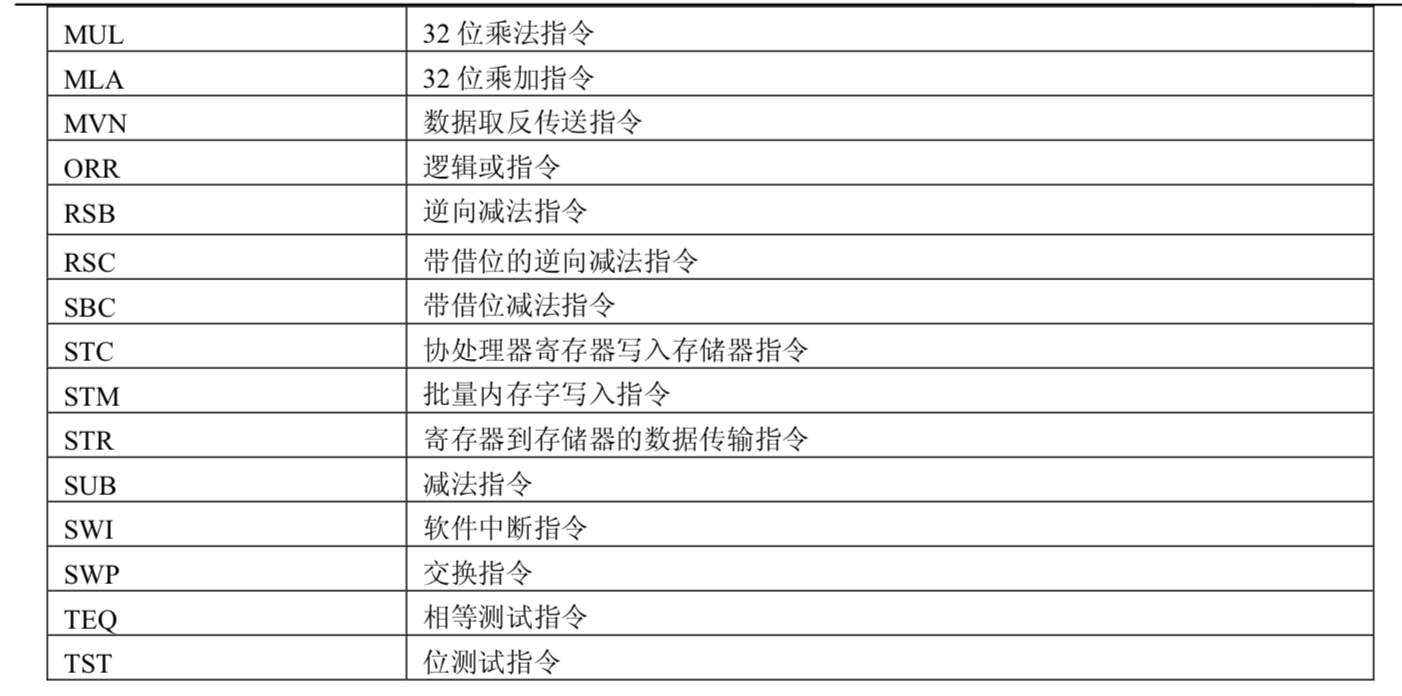 MUL 32 位乘法指令
MLA 32 位乘加指令
MVN 数据取反传送指令
ORR 逻辑或指令
RSB 逆向减法指令
RSC 带借位的逆向减法指令
SBC 带借位减法指令
STC 协处理器寄存器写入存储器指令
STM 批量内存字写入指令
STR 寄存器到存储器的数据传输指令
SUB 减法指令
SWI 软件中断指令
SWP 交换指令
TEQ 相等测试指令
TST 位测试指令